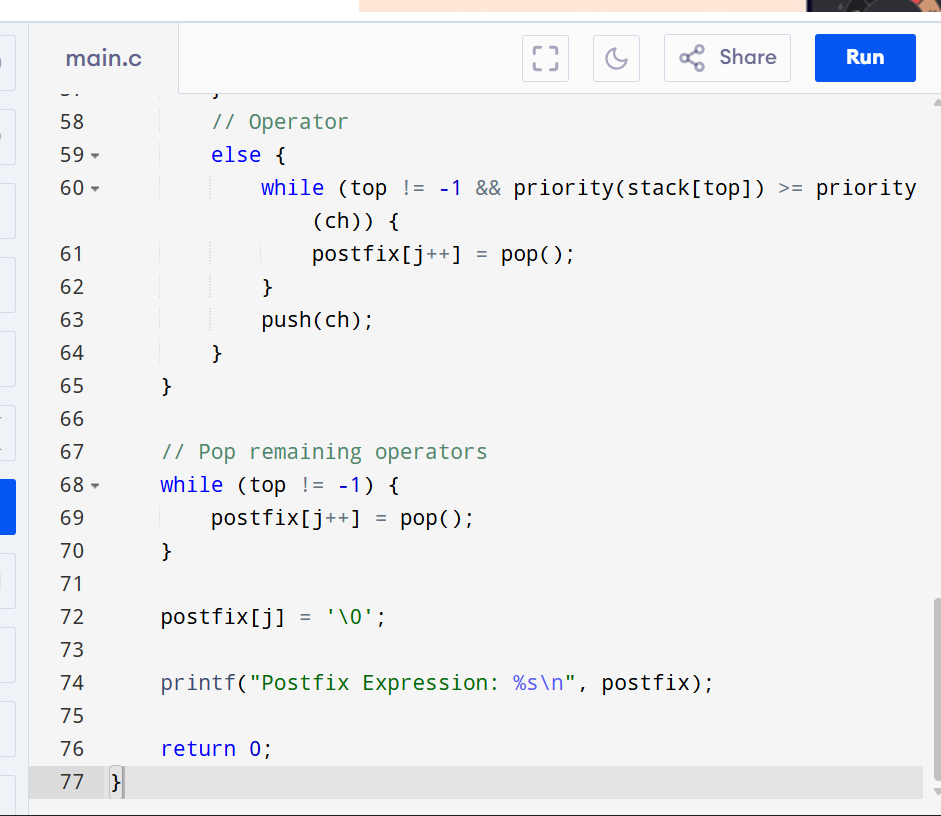 main.c
Share
Run
58 // Operator
59 else {
60 while (top != -1 && priority(stack[top]) >= priority
(ch)) {
61 postfix[j++] = pop();
62 }
63 push(ch);
64 }
65 }
66
67 // Pop remaining operators
68 while (top != -1) {
69 postfix[j++] = pop();
70 }
71
72 postfix[j] = '\0';
73
74 printf("Postfix Expression: %s\n", postfix);
75
76 return 0;
77 }